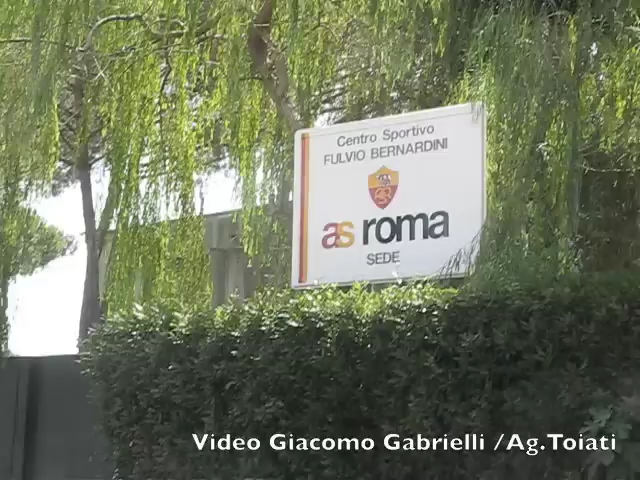 Centro Sportivo
FULVIO BERNARDINI
as roma
SEDE
Video Giacomo Gabrielli /Ag.Toiati